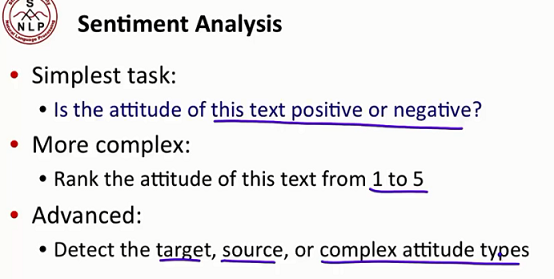 S
NLP
Sentiment Analysis
• Simplest task:
• Is the attitude of this text positive or negative?
• More complex:
• Rank the attitude of this text from 1 to 5
• Advanced:
• Detect the target, source, or complex attitude types